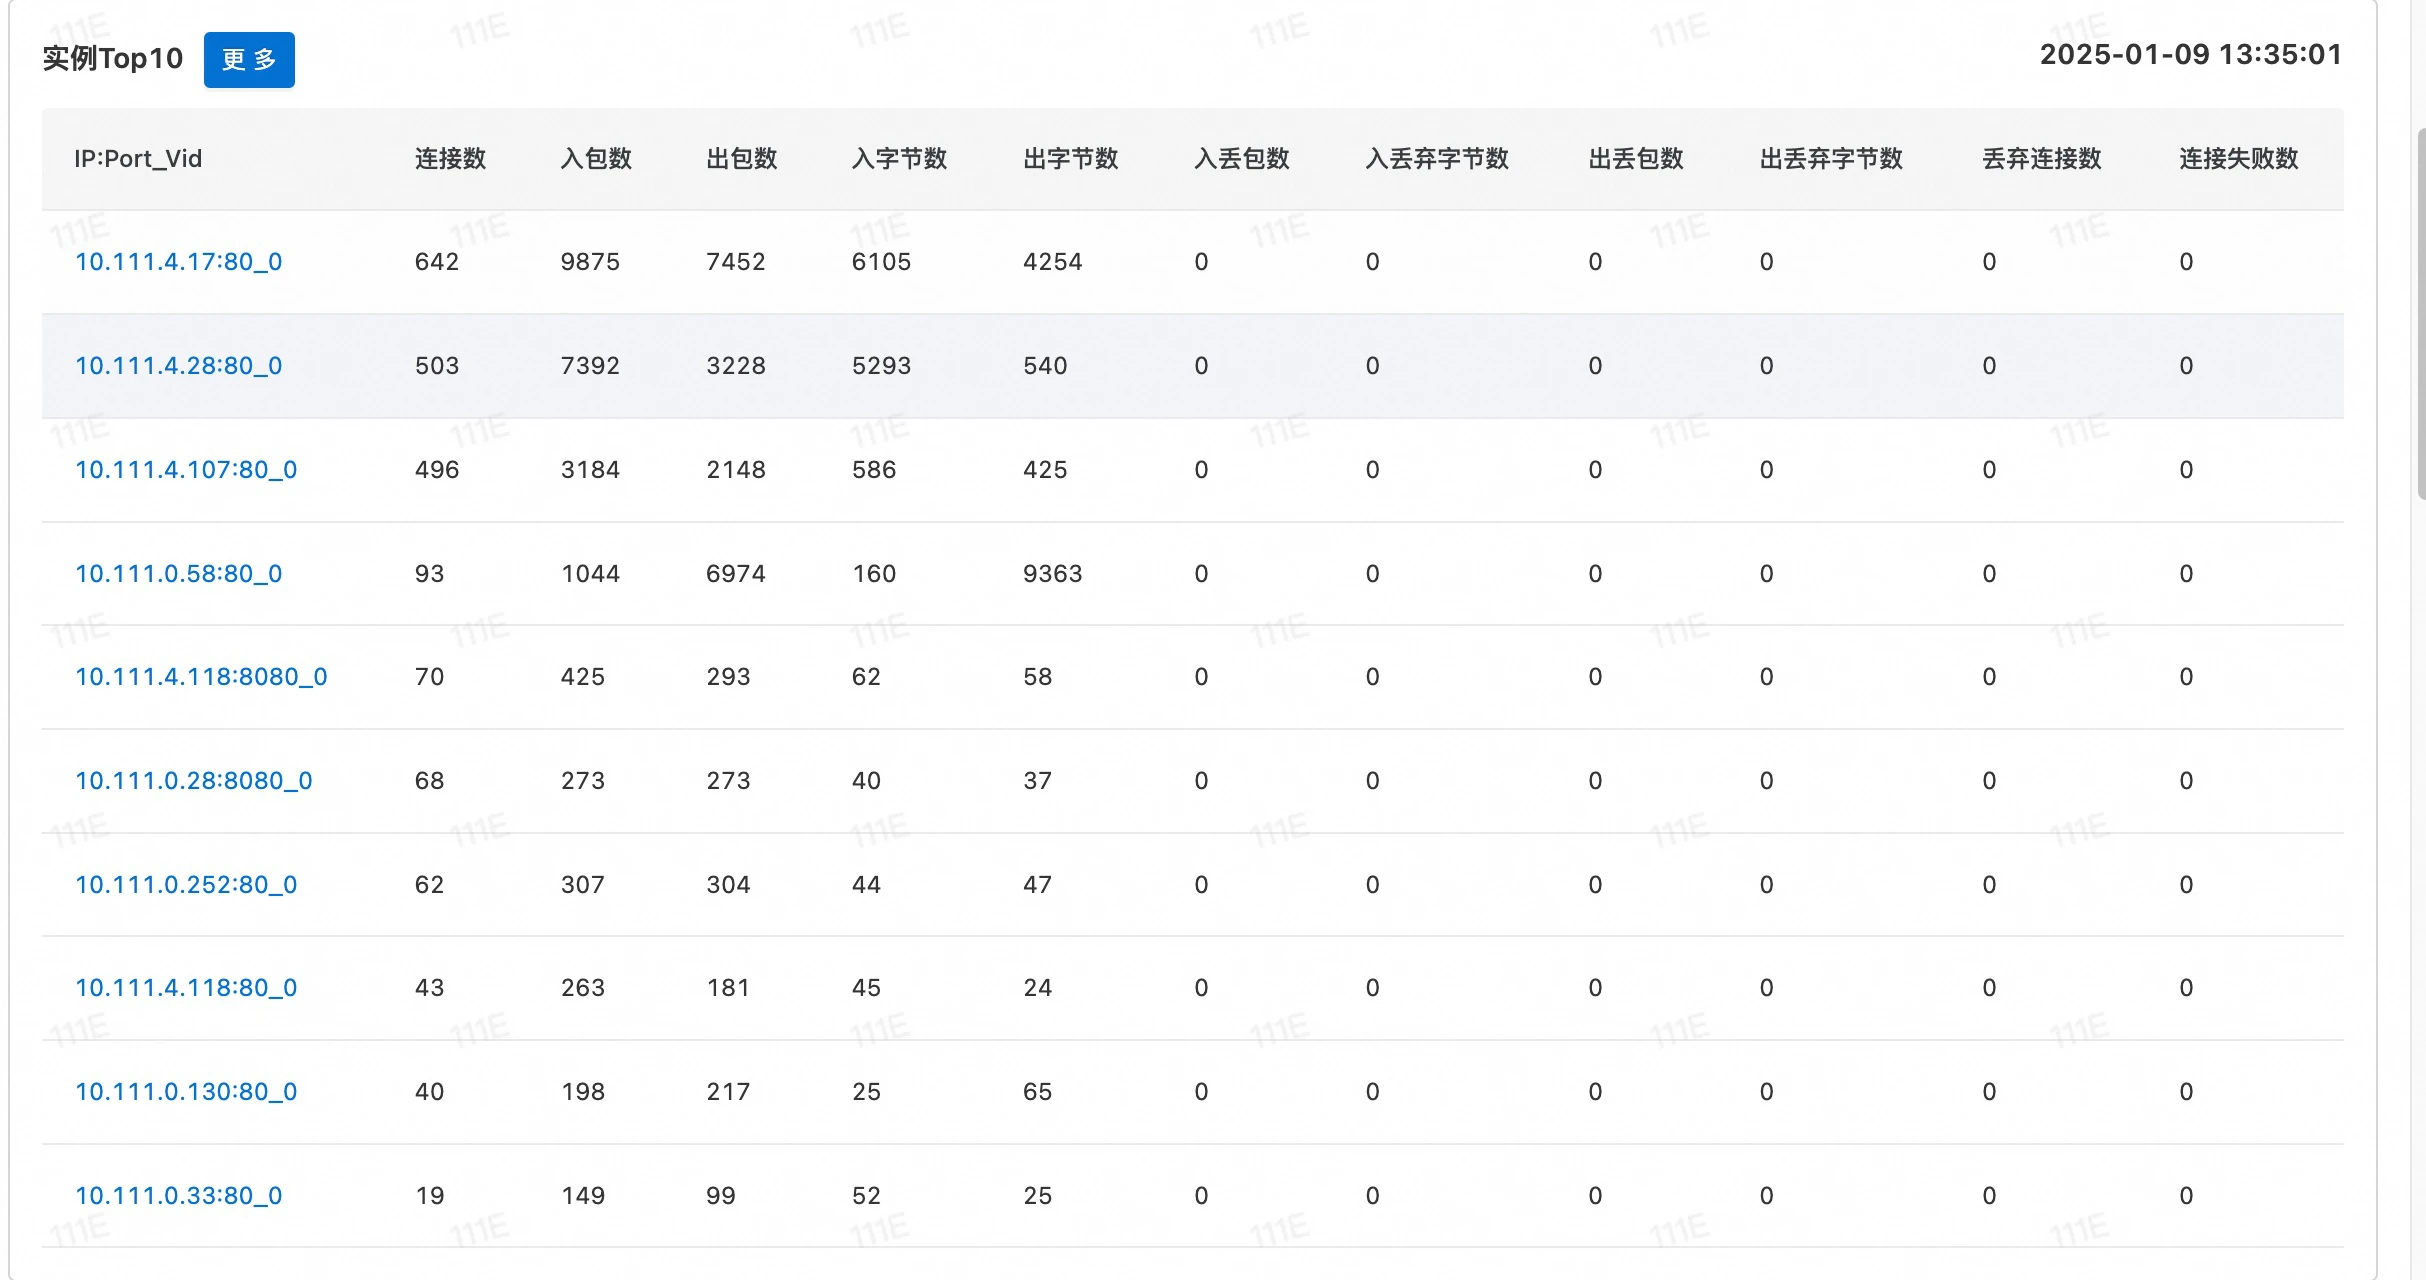 实例Top10 更多 2025-01-09 13:35:01
IP:Port_Vid 连接数 入包数 出包数 入字节数 出字节数 入丢包数 入丢弃字节数 出丢包数 出丢弃字节数 丢弃连接数 连接失败数
10.111.4.17:80_0 642 9875 7452 6105 4254 0 0 0 0 0 0
10.111.4.28:80_0 503 7392 3228 5293 540 0 0 0 0 0 0
10.111.4.107:80_0 496 3184 2148 586 425 0 0 0 0 0 0
10.111.0.58:80_0 93 1044 6974 160 9363 0 0 0 0 0 0
10.111.4.118:8080_0 70 425 293 62 58 0 0 0 0 0 0
10.111.0.28:8080_0 68 273 273 40 37 0 0 0 0 0 0
10.111.0.252:80_0 62 307 304 44 47 0 0 0 0 0 0
10.111.4.118:80_0 43 263 181 45 24 0 0 0 0 0 0
10.111.0.130:80_0 40 198 217 25 65 0 0 0 0 0 0
10.111.0.33:80_0 19 149 99 52 25 0 0 0 0 0 0